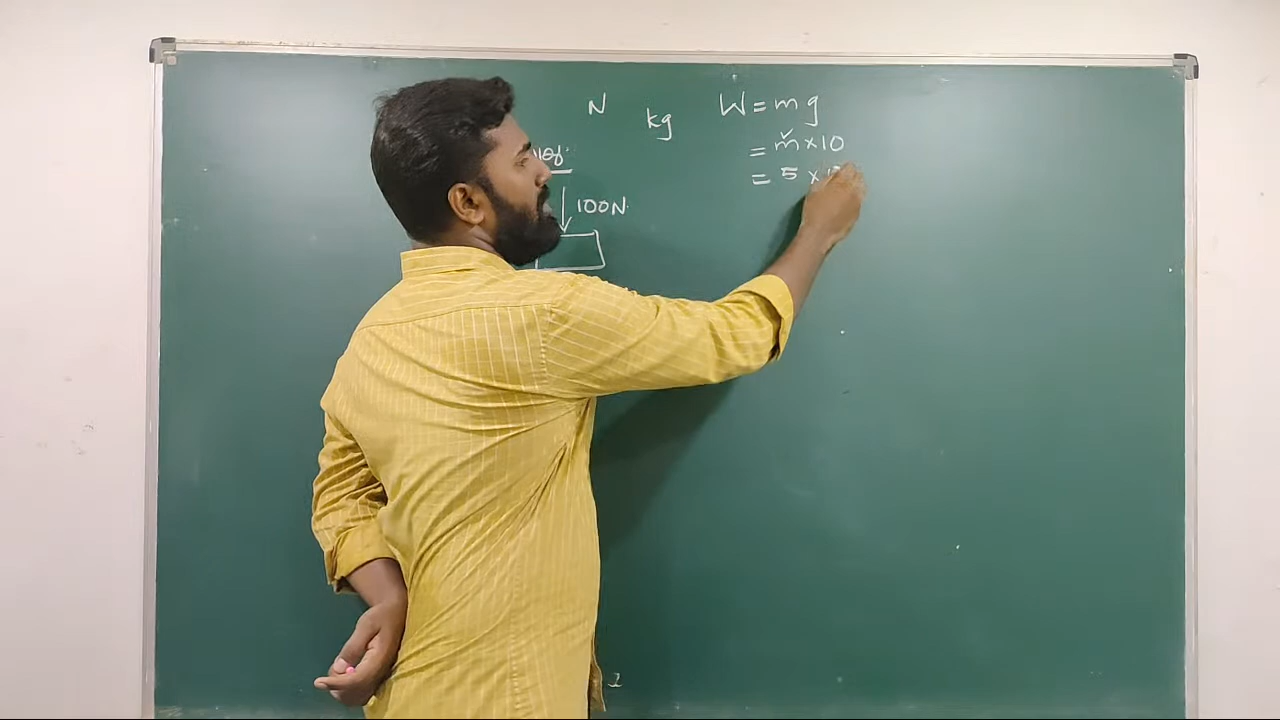 N
kg
W = mg
= m × 10
= 5 ×
100N